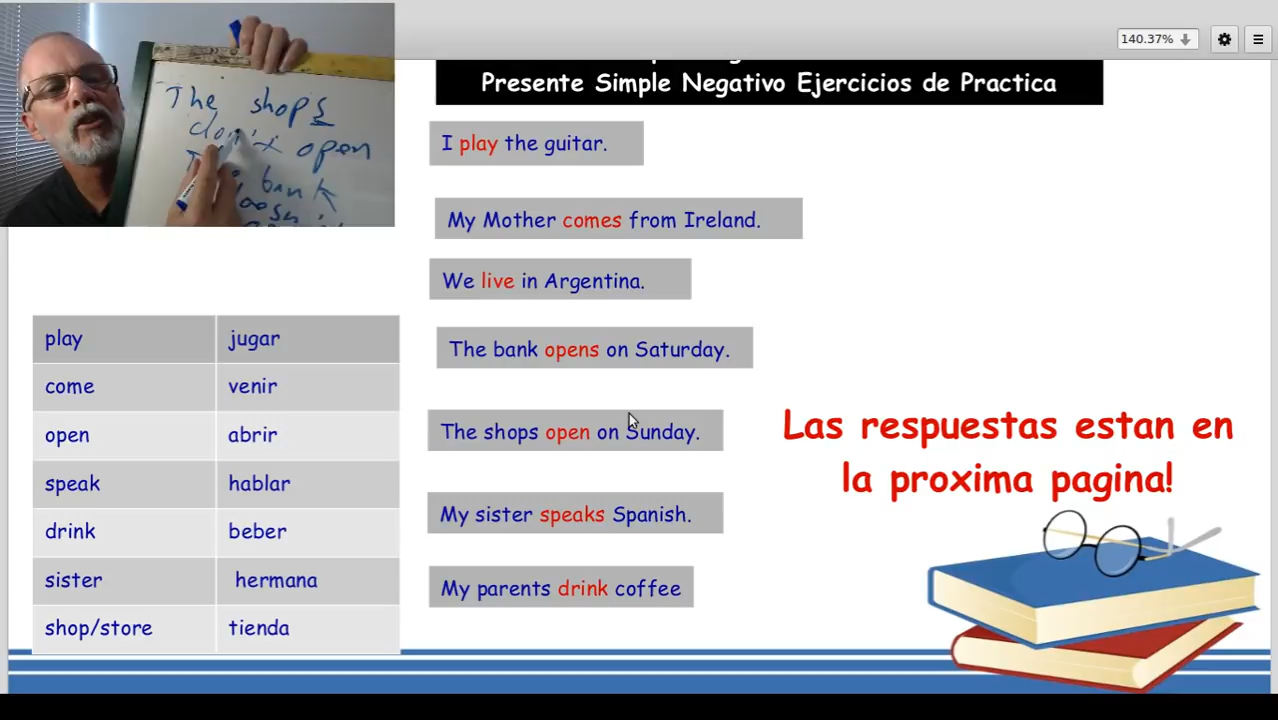 140.37%
Presente Simple Negativo Ejercicios de Practica
The shops
don't open
bank
I play the guitar.
My Mother comes from Ireland.
We live in Argentina.
The bank opens on Saturday.
The shops open on Sunday.
My sister speaks Spanish.
My parents drink coffee
play jugar
come venir
open abrir
speak hablar
drink beber
sister hermana
shop/store tienda
Las respuestas estan en
la proxima pagina!